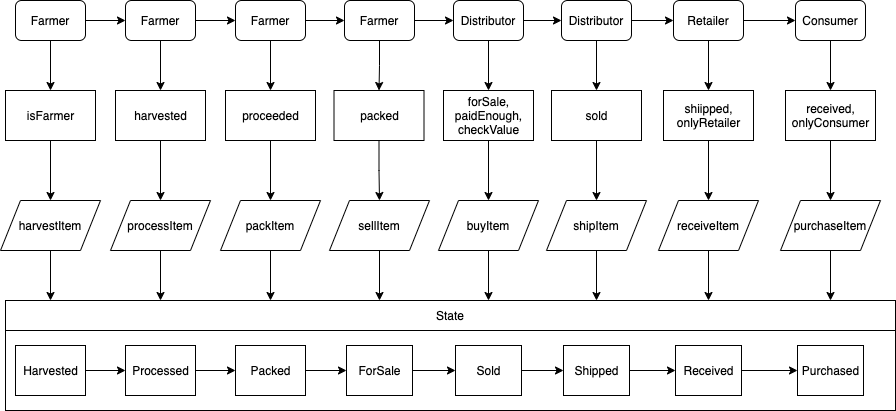 Farmer
Farmer
Farmer
Farmer
Distributor
Distributor
Retailer
Consumer
isFarmer
harvested
proceeded
packed
forSale,
paidEnough,
checkValue
sold
shiipped,
onlyRetailer
received,
onlyConsumer
harvestItem
processItem
packItem
sellItem
buyItem
shipItem
receiveItem
purchaseItem
State
Harvested
Processed
Packed
ForSale
Sold
Shipped
Received
Purchased